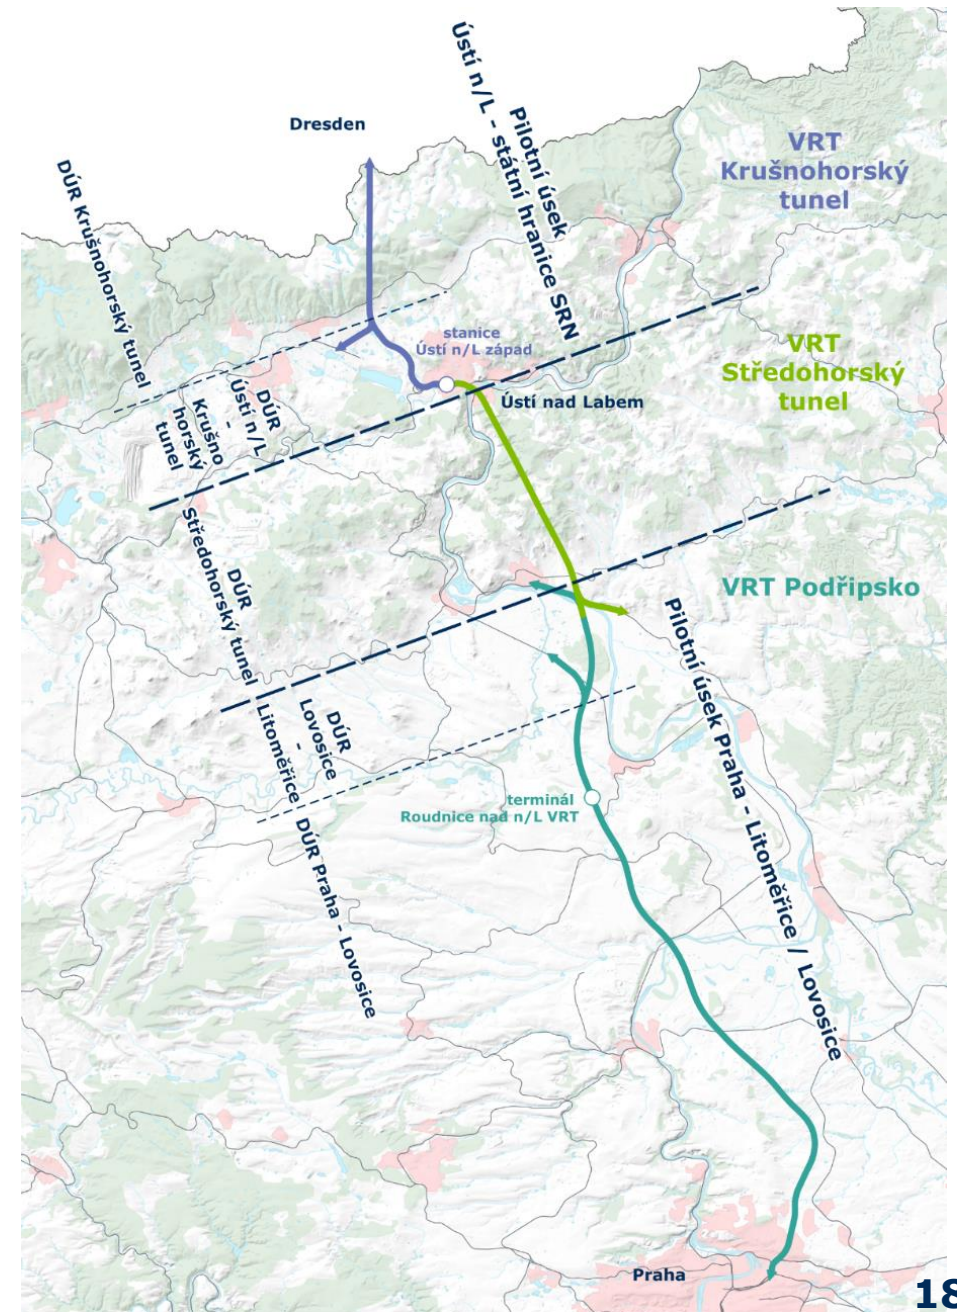 Pilotní úsek
Ústí n/L - státní hranice SRN
Dresden
VRT
Krušnohorský
tunel
DÚR Krušnohorský tunel
stanice
Ústí n/L západ
VRT
Středohorský
tunel
Ústí nad Labem
DÚR
Ústí n/L
-
Krušno
horský
tunel
DÚR
Středohorský tunel
VRT Podřipsko
Pilotní úsek Praha - Litoměřice / Lovosice
DÚR
Lovosice
-
Litoměřice
terminál
Roudnice nad n/L VRT
DÚR Praha - Lovosice
Praha
18